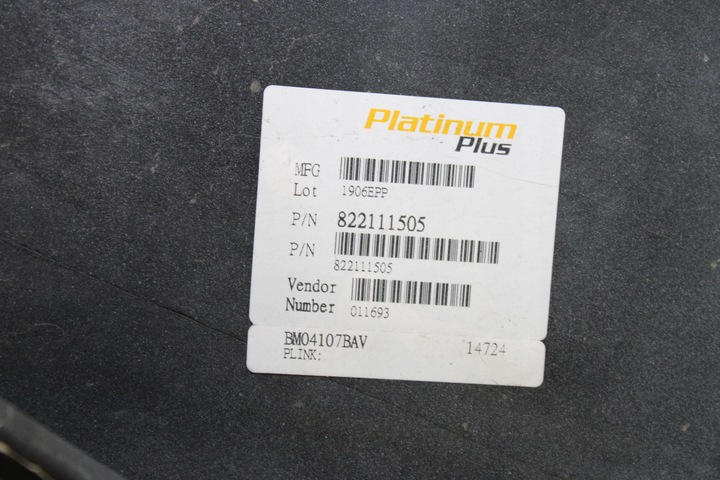 Platinum
Plus
MFG
Lot 1906EPP
P/N 822111505
P/N
822111505
Vendor
Number 011693
BM04107BAV 14724
PLINK: